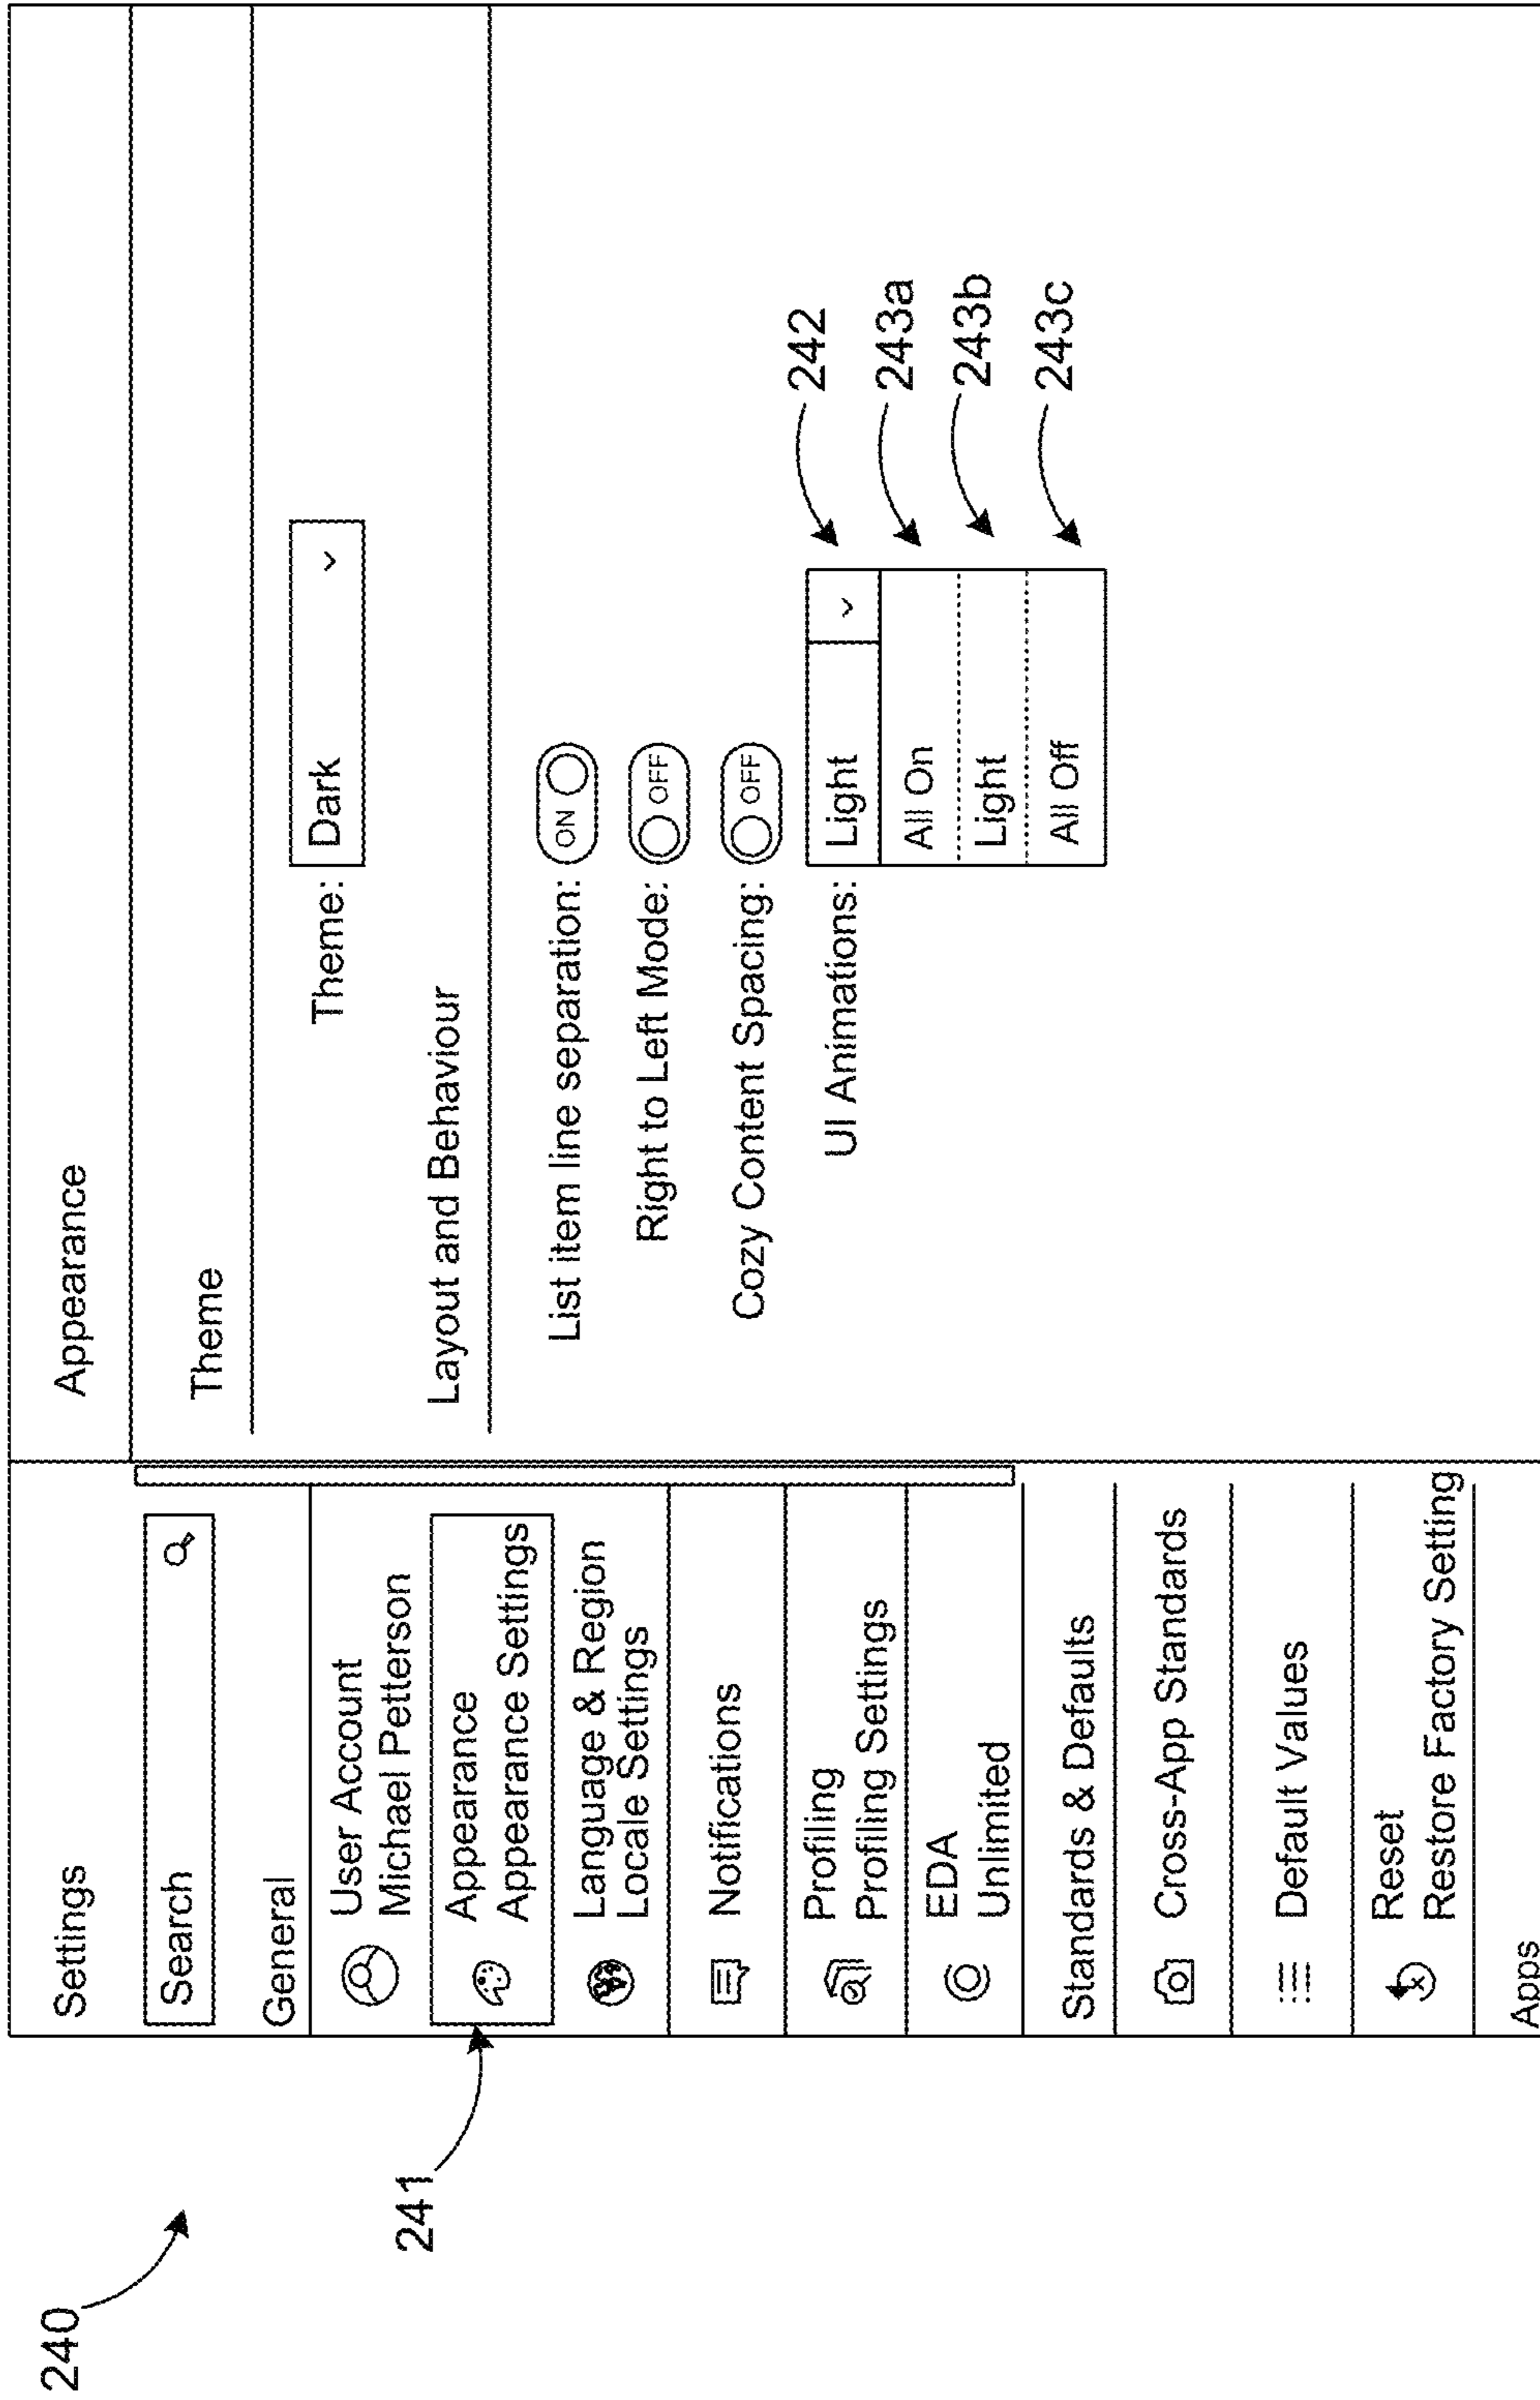 240
241
Settings
Search
General
User Account
Michael Petterson
Appearance
Appearance Settings
Language & Region
Locale Settings
Notifications
Profiling
Profiling Settings
EDA
Unlimited
Standards & Defaults
Cross-App Standards
Default Values
Reset
Restore Factory Setting
Apps
Appearance
Theme
Theme: Dark
Layout and Behaviour
List item line separation: ON
Right to Left Mode: OFF
Cozy Content Spacing: OFF
UI Animations: Light 242
All On 243a
Light 243b
All Off 243c